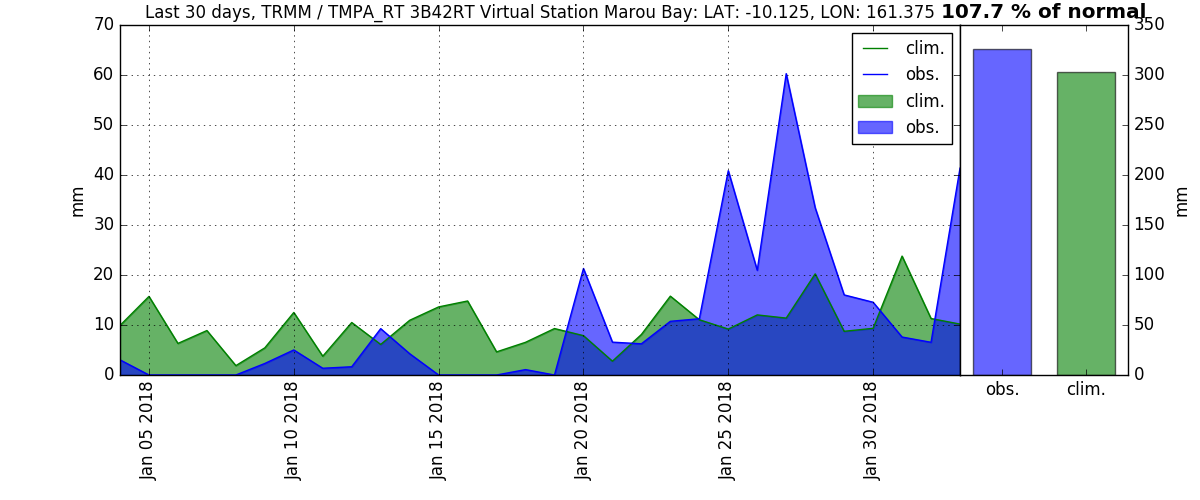 Last 30 days, TRMM / TMPA_RT 3B42RT Virtual Station Marou Bay: LAT: -10.125, LON: 161.375 107.7 % of normal
70
60
50
40
30
20
10
0
mm
clim.
obs.
clim.
obs.
350
300
250
200
150
100
50
0
mm
Jan 05 2018
Jan 10 2018
Jan 15 2018
Jan 20 2018
Jan 25 2018
Jan 30 2018
obs.
clim.